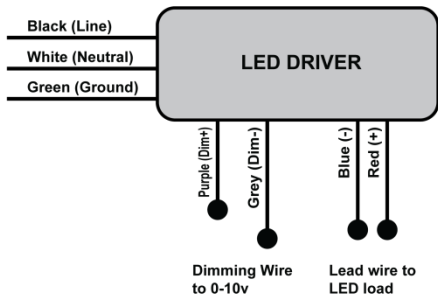 Black (Line)
White (Neutral)
Green (Ground)
LED DRIVER
Purple (Dim+)
Grey (Dim-)
Blue (-)
Red (+)
Dimming Wire
to 0-10v
Lead wire to
LED load